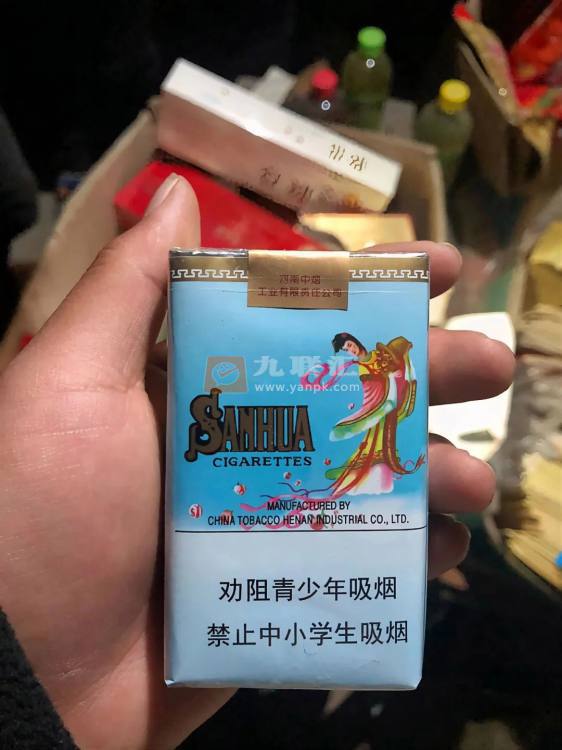 河南中烟
工业有限责任公司
九联汇
www.yanpk.com
SANHUA
CIGARETTES
MANUFACTURED BY
CHINA TOBACCO HENAN INDUSTRIAL CO., LTD.
劝阻青少年吸烟
禁止中小学生吸烟